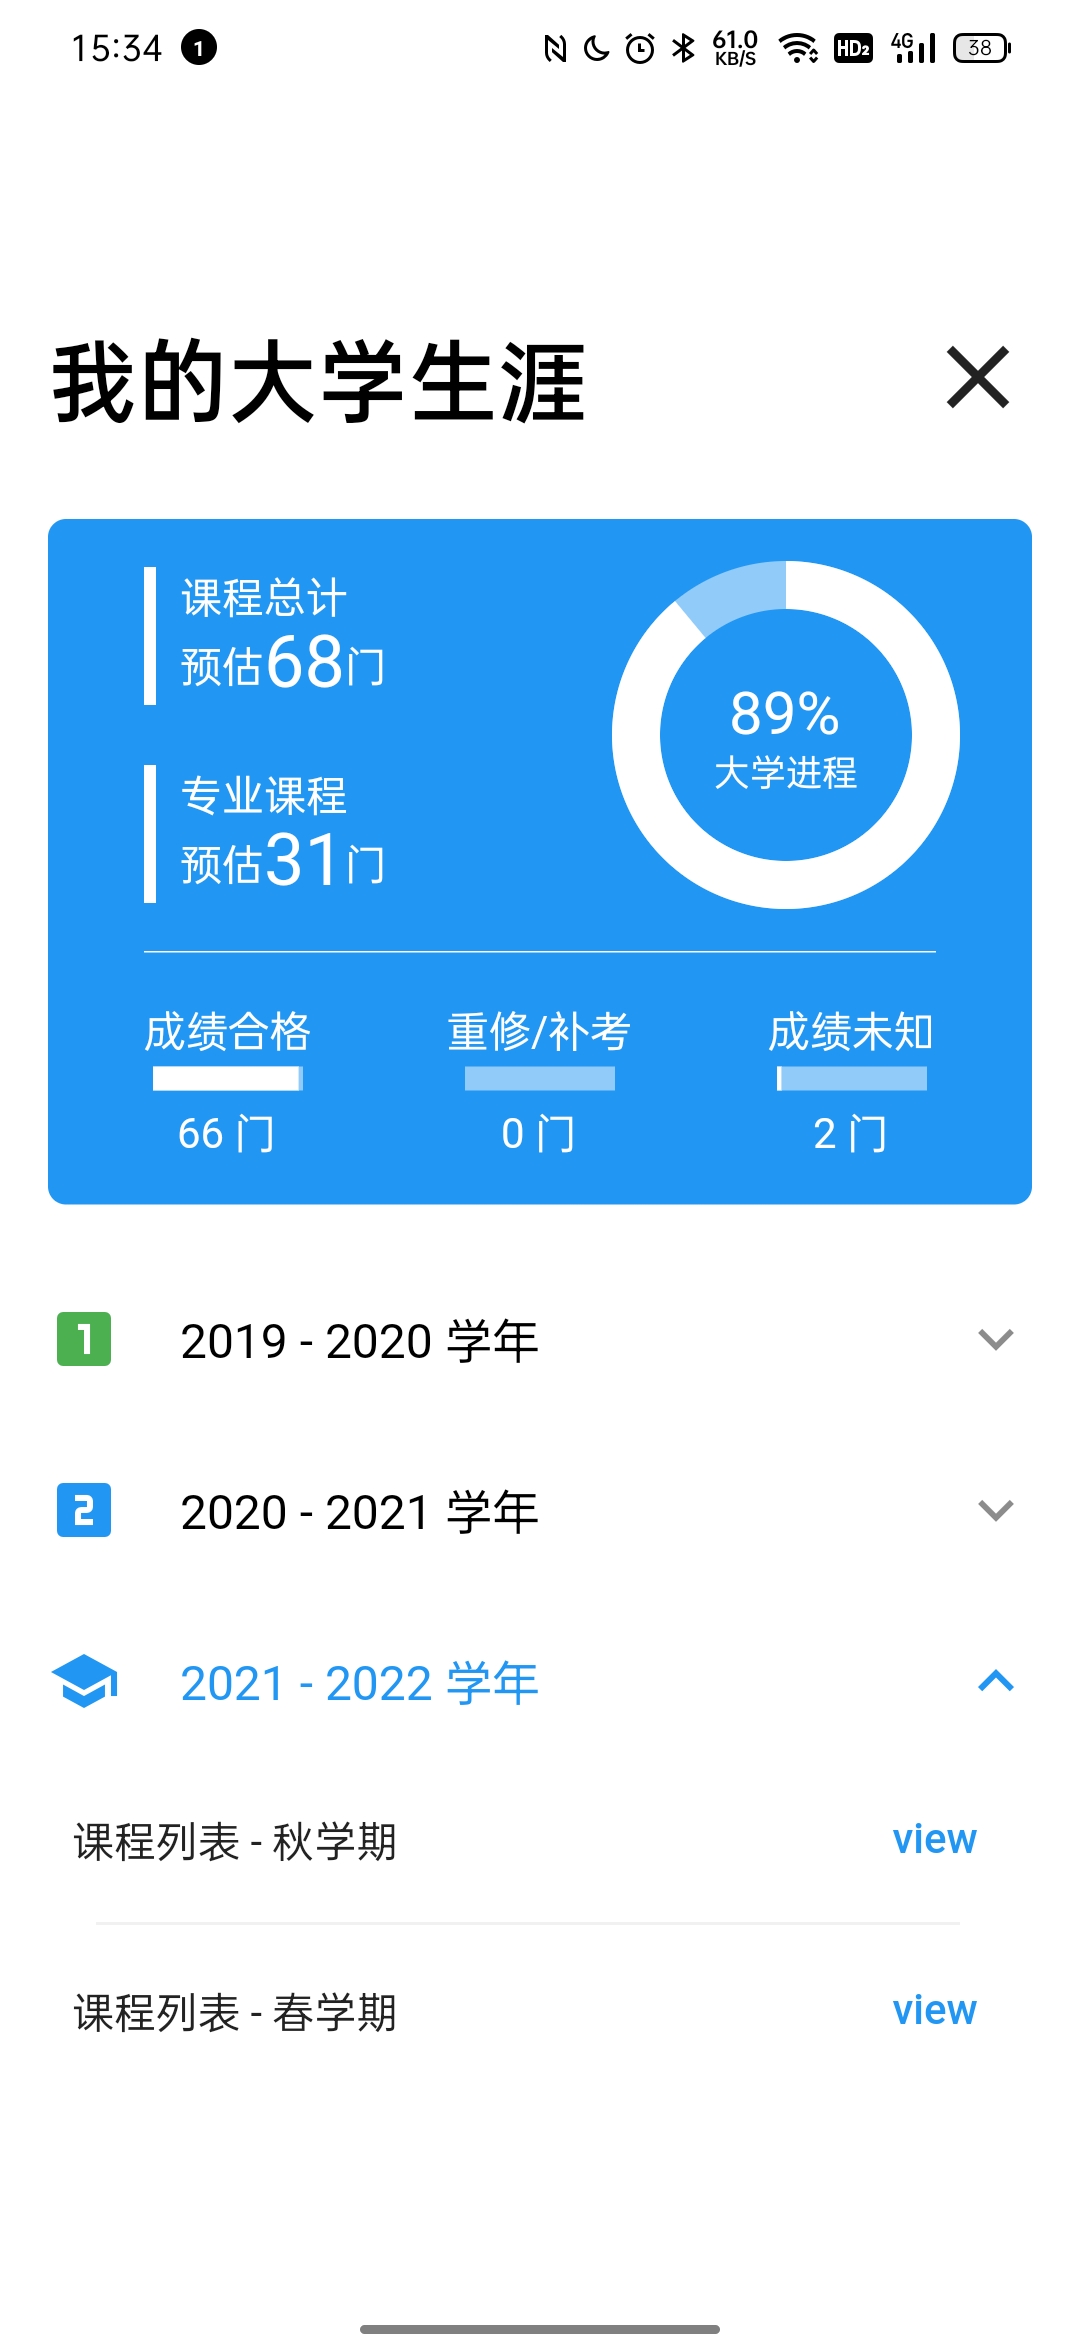 15:34 1 61.0 KB/S HD2 4G 38
我的大学生涯
课程总计
预估68门
专业课程
预估31门
89%
大学进程
成绩合格 重修/补考 成绩未知
66 门 0 门 2 门
1 2019 - 2020 学年
2 2020 - 2021 学年
2021 - 2022 学年
课程列表 - 秋学期 view
课程列表 - 春学期 view